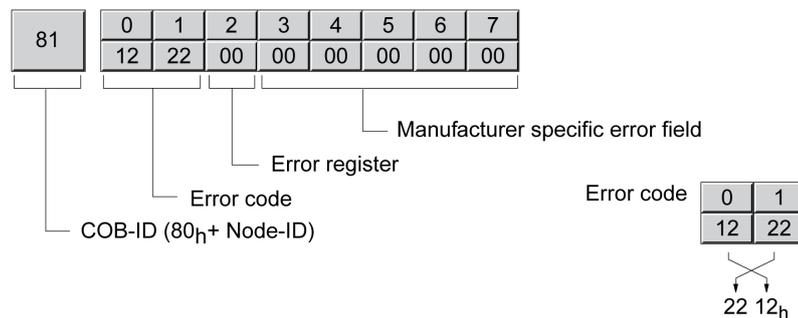 81
0 1 2 3 4 5 6 7
12 22 00 00 00 00 00 00
Manufacturer specific error field
Error register
Error code
COB-ID (80h+ Node-ID)
Error code
0 1
12 22
22 12h